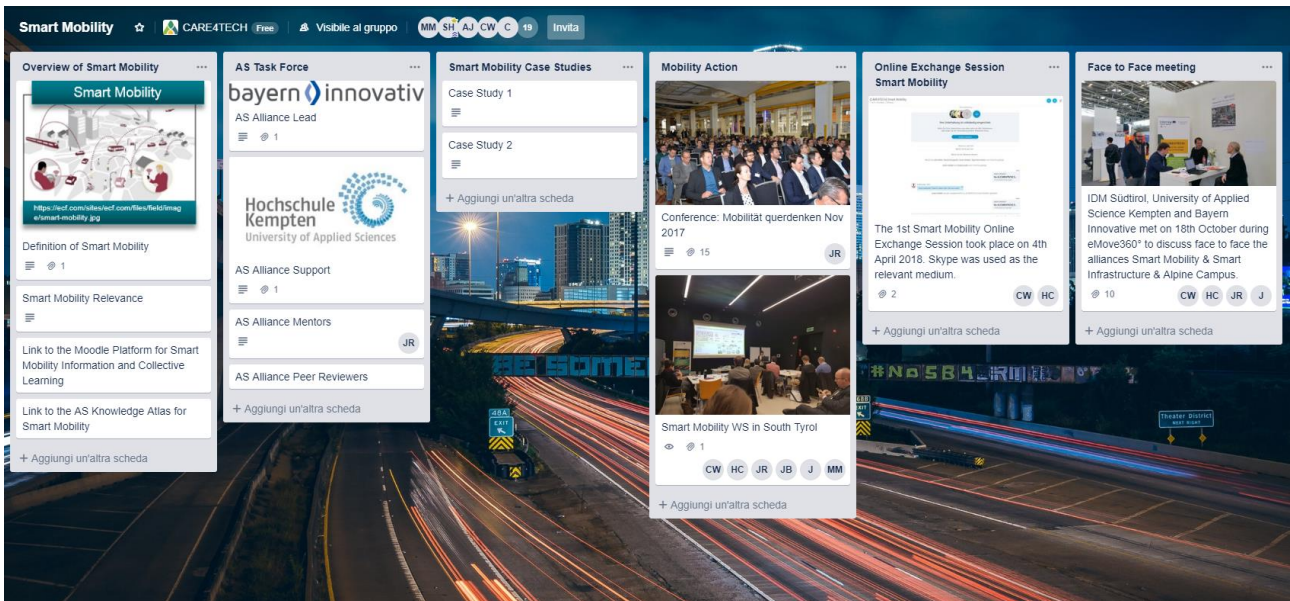 Smart Mobility
CARE4TECH Free
Visibile al gruppo
MM SH AJ CW C 19
Invita
Overview of Smart Mobility
Smart Mobility
https://ecf.com/sites/ecf.com/files/field/imag
e/smart-mobility.jpg
Definition of Smart Mobility
1
Smart Mobility Relevance
Link to the Moodle Platform for Smart
Mobility Information and Collective
Learning
Link to the AS Knowledge Atlas for
Smart Mobility
+ Aggiungi un'altra scheda
AS Task Force
bayern innovativ
AS Alliance Lead
1
Hochschule
Kempten
University of Applied Sciences
AS Alliance Support
1
AS Alliance Mentors
JR
AS Alliance Peer Reviewers
+ Aggiungi un'altra scheda
Smart Mobility Case Studies
Case Study 1
Case Study 2
+ Aggiungi un'altra scheda
Mobility Action
Conference: Mobilität querdenken Nov
2017
15
JR
Smart Mobility WS in South Tyrol
1
CW HC JR JB J MM
+ Aggiungi un'altra scheda
Online Exchange Session
Smart Mobility
The 1st Smart Mobility Online
Exchange Session took place on 4th
April 2018. Skype was used as the
relevant medium.
2
CW HC
+ Aggiungi un'altra scheda
Face to Face meeting
IDM Südtirol, University of Applied
Science Kempten and Bayern
Innovative met on 18th October during
eMove360° to discuss face to face the
alliances Smart Mobility & Smart
Infrastructure & Alpine Campus.
10
CW HC JR J
+ Aggiungi un'altra scheda
48A
EXIT
Theater District
NEXT RIGHT